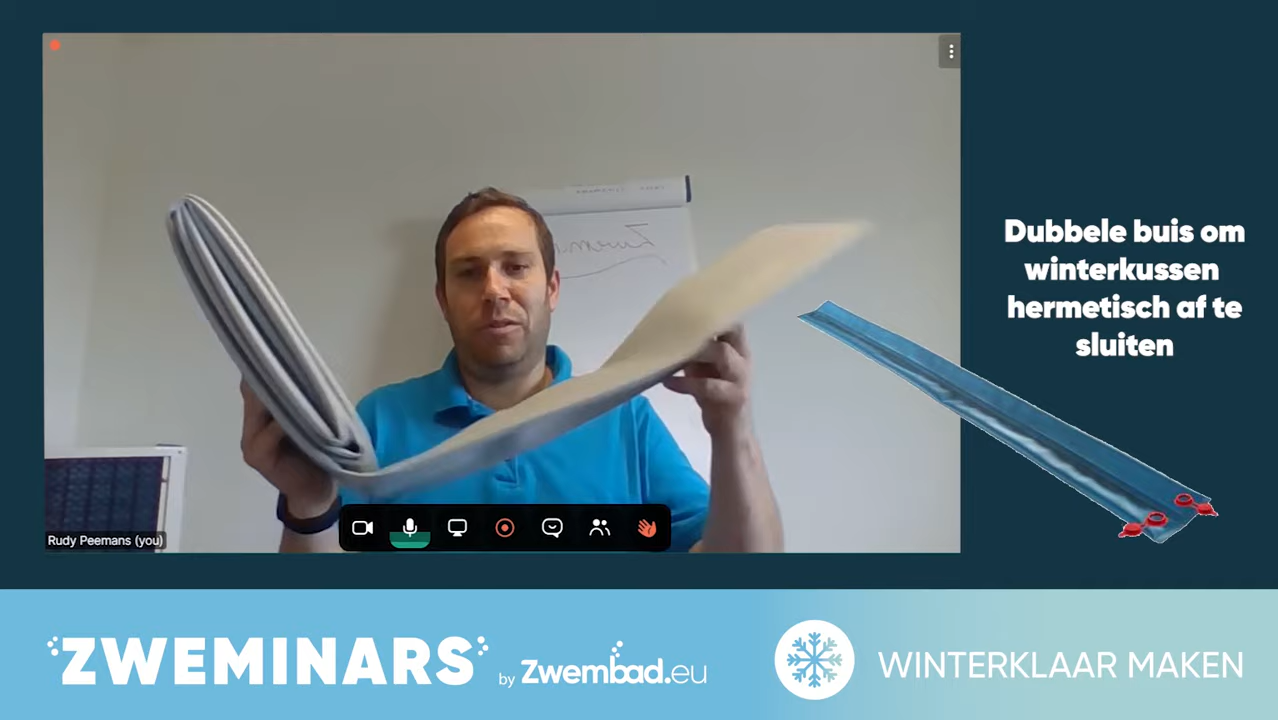 Dubbele buis om
winterkussen
hermetisch af te
sluiten
Rudy Peemans (you)
ZWEMINARS
by Zwembad.eu
WINTERKLAAR MAKEN